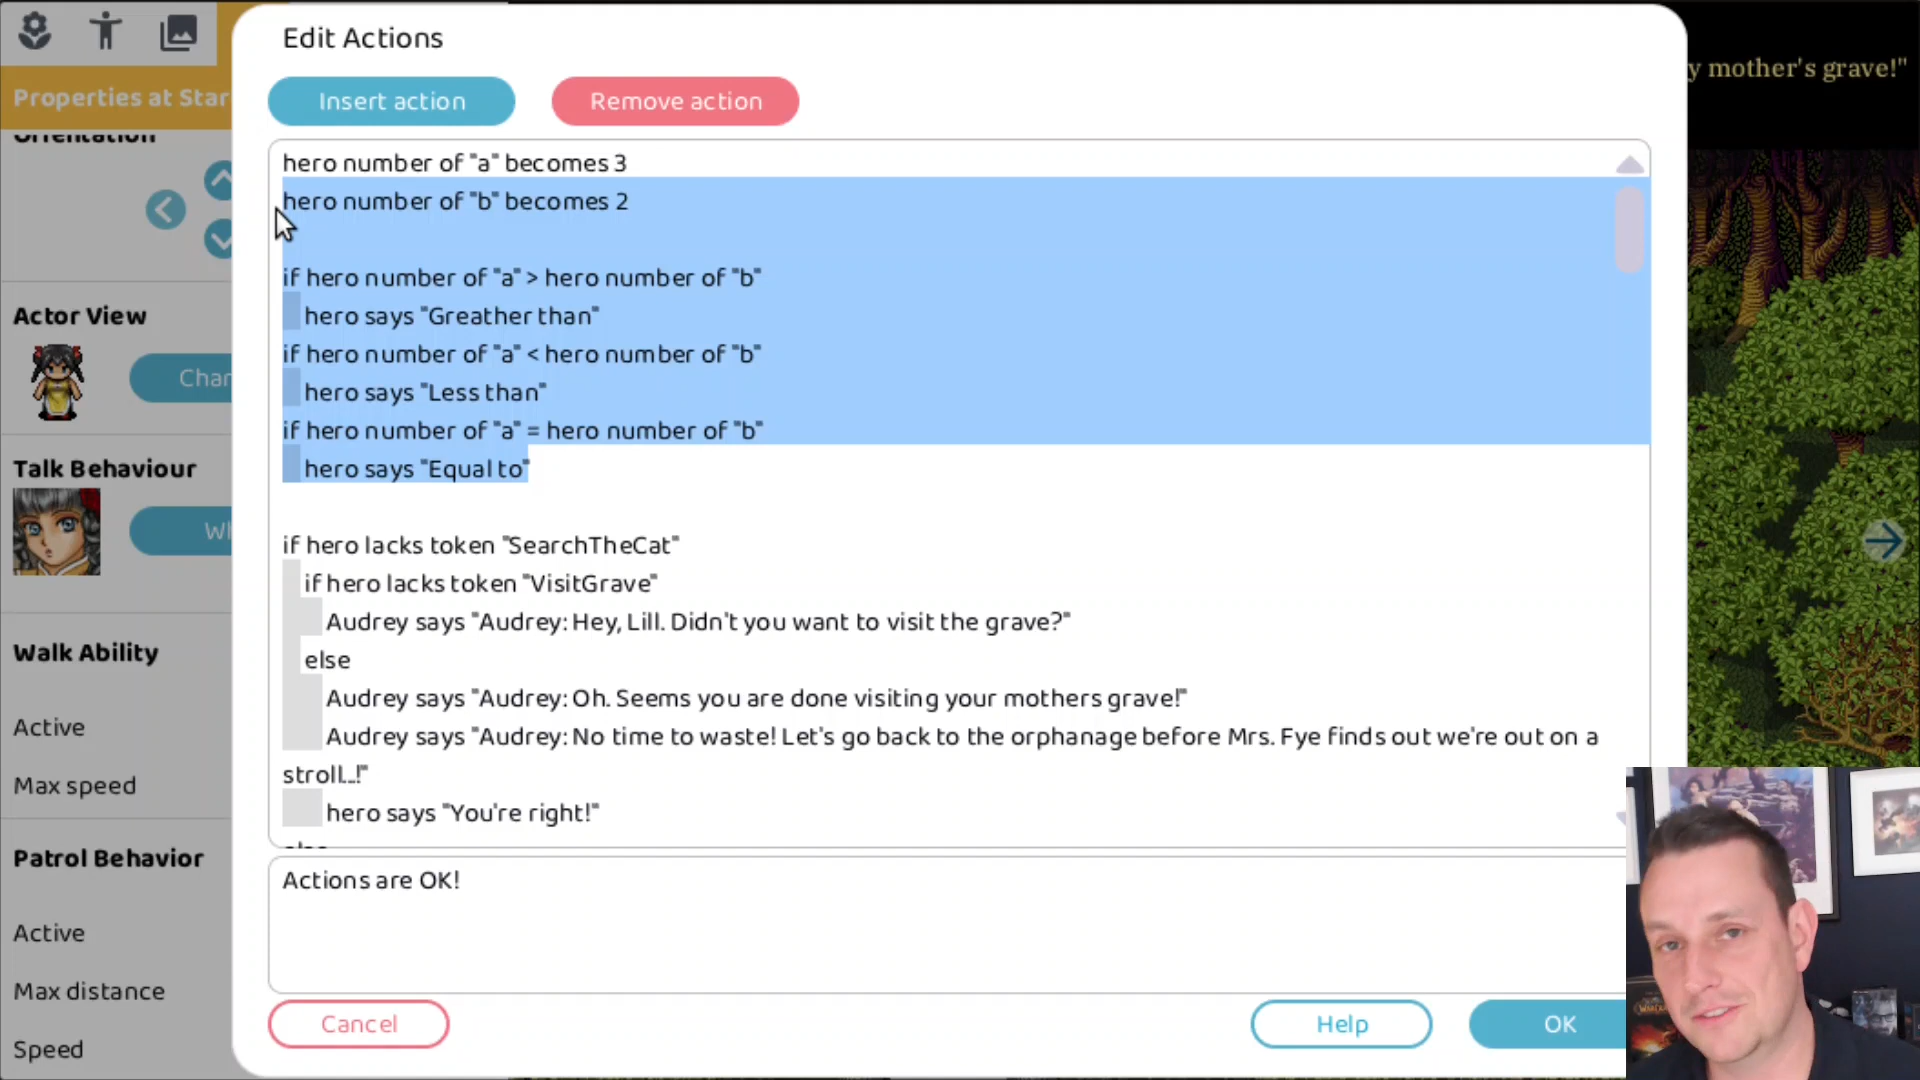 Edit Actions
Insert action
Remove action
y mother's grave!"
Properties at Star
Orientation
Actor View
Char
Talk Behaviour
Wh
Walk Ability
Active
Max speed
Patrol Behavior
Active
Max distance
Speed
hero number of "a" becomes 3
hero number of "b" becomes 2
if hero number of "a" > hero number of "b"
hero says "Greather than"
if hero number of "a" < hero number of "b"
hero says "Less than"
if hero number of "a" = hero number of "b"
hero says "Equal to"
if hero lacks token "SearchTheCat"
if hero lacks token "VisitGrave"
Audrey says "Audrey: Hey, Lill. Didn't you want to visit the grave?"
else
Audrey says "Audrey: Oh. Seems you are done visiting your mothers grave!"
Audrey says "Audrey: No time to waste! Let's go back to the orphanage before Mrs. Fye finds out we're out on a
stroll...!"
hero says "You're right!"
else
Actions are OK!
Cancel
Help
OK